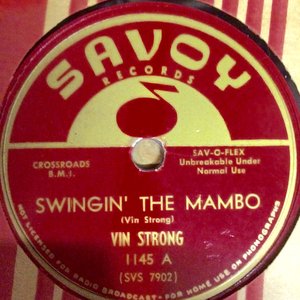 SAVOY
RECORDS
CROSSROADS
B.M.I.
SAV-O-FLEX
Unbreakable Under
Normal Use
SWINGIN' THE MAMBO
(Vin Strong)
VIN STRONG
1145 A
(SVS 7902)
NOT LICENSED FOR RADIO BROADCAST - FOR HOME USE ON PHONOGRAPHS